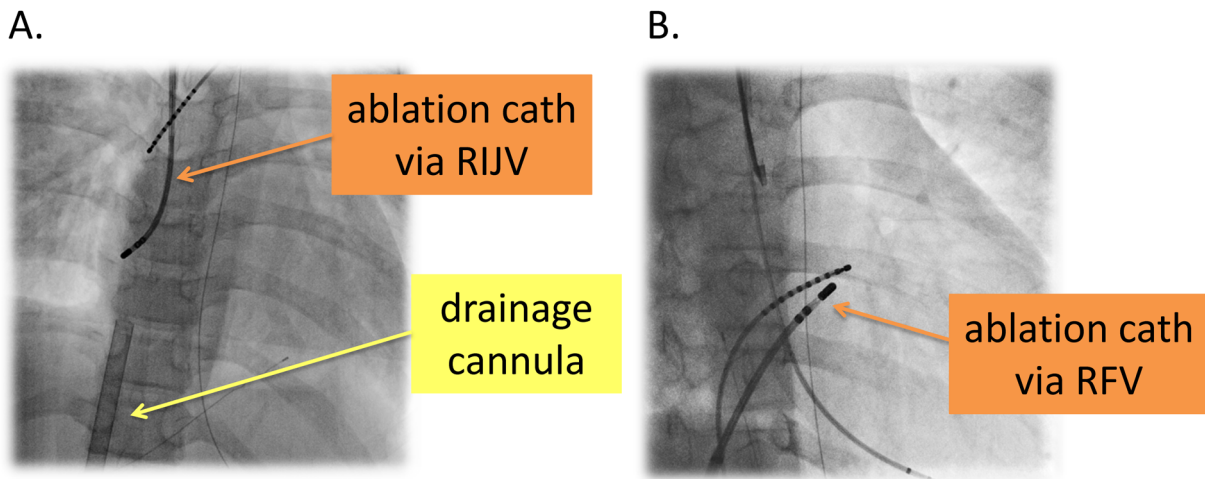 A.
B.
ablation cath
via RIJV
drainage
cannula
ablation cath
via RFV